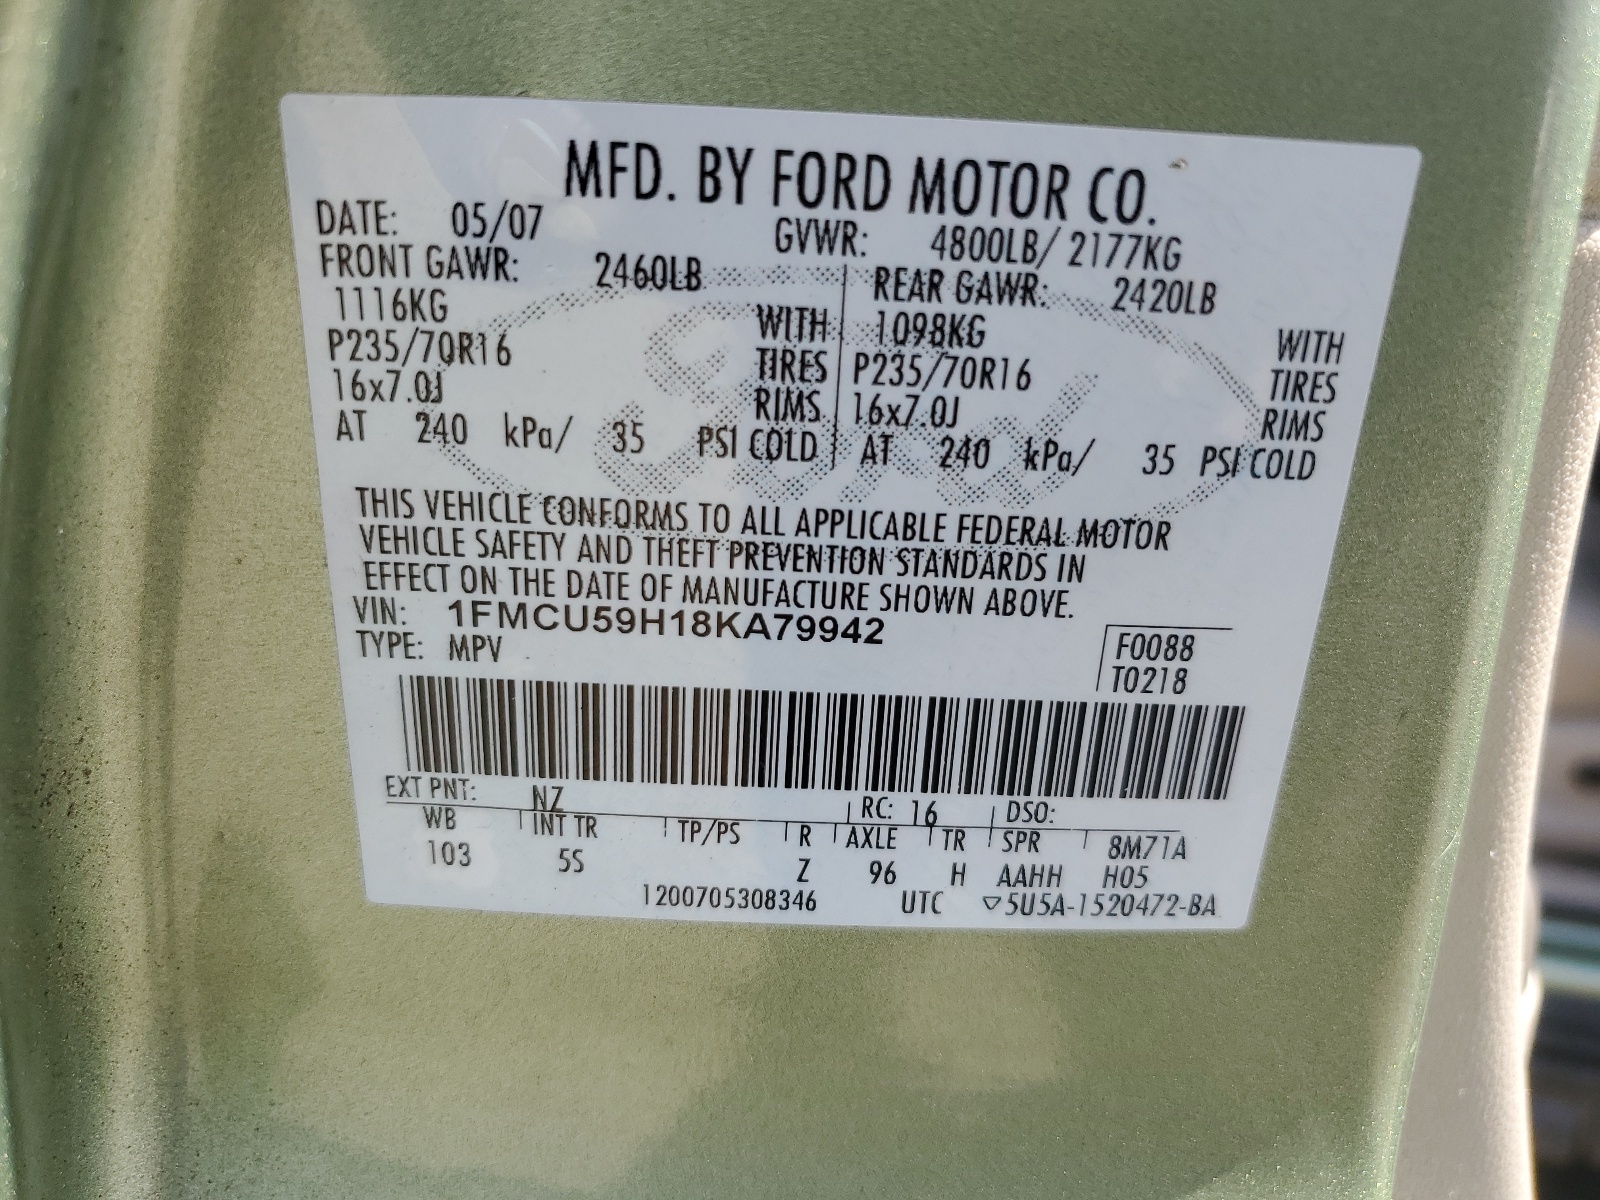 MFD. BY FORD MOTOR CO.
DATE: 05/07 GVWR: 4800LB/ 2177KG
FRONT GAWR: 2460LB REAR GAWR: 2420LB
1116KG WITH 1098KG WITH
P235/70R16 TIRES P235/70R16 TIRES
16x7.0J RIMS 16x7.0J RIMS
AT 240 kPa/ 35 PSI COLD AT 240 kPa/ 35 PSI COLD
Ford
THIS VEHICLE CONFORMS TO ALL APPLICABLE FEDERAL MOTOR
VEHICLE SAFETY AND THEFT PREVENTION STANDARDS IN
EFFECT ON THE DATE OF MANUFACTURE SHOWN ABOVE.
VIN: 1FMCU59H18KA79942
TYPE: MPV
F0088
T0218
EXT PNT: NZ RC: 16 DSO:
WB INT TR TP/PS R AXLE TR SPR 8M71A
103 5S Z 96 H AAHH H05
1200705308346 UTC ▽5U5A-1520472-BA